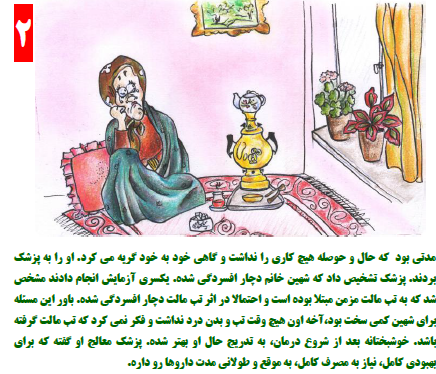 ۲
مدتی بود که حال و حوصله هیچ کاری را نداشت و گاهی خود به خود گریه می کرد. او را به پزشک
بردند. پزشک تشخیص داد که شهین خانم دچار افسردگی شده. یکسری آزمایش انجام دادند مشخص
شد که به تب مالت مزمن مبتلا بوده است و احتمالا در اثر تب مالت دچار افسردگی شده. باور این مسئله
برای شهین کمی سخت بود،آخه اون هیچ وقت تب و بدن درد نداشت و فکر نمی کرد که تب مالت گرفته
باشد. خوشبختانه بعد از شروع درمان، به تدریج حال او بهتر شده. پزشک معالج او گفته که برای
بهبودی کامل، نیاز به مصرف کامل، به موقع و طولانی مدت داروها رو داره.